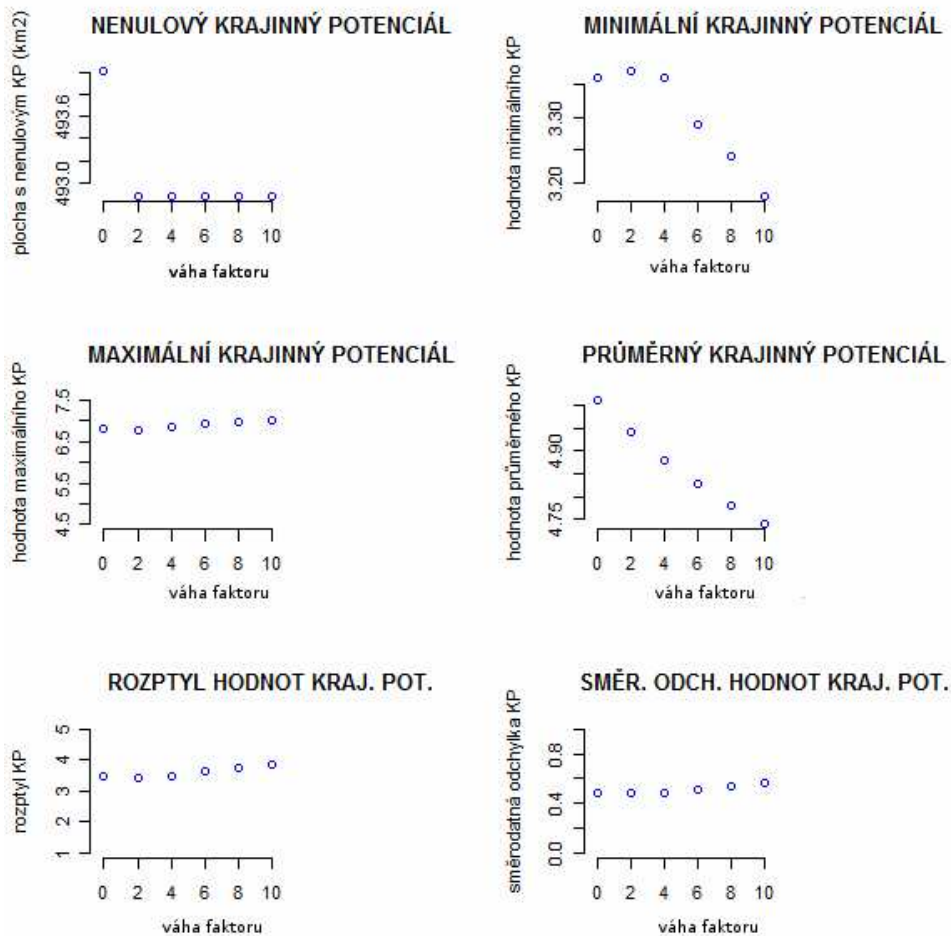 NENULOVÝ KRAJINNÝ POTENCIÁL
plocha s nenulovým KP (km2)
493.6
493.0
0 2 4 6 8 10
váha faktoru
MINIMÁLNÍ KRAJINNÝ POTENCIÁL
hodnota minimálního KP
3.30
3.20
0 2 4 6 8 10
váha faktoru
MAXIMÁLNÍ KRAJINNÝ POTENCIÁL
hodnota maximálního KP
7.5
6.5
5.5
4.5
0 2 4 6 8 10
váha faktoru
PRŮMĚRNÝ KRAJINNÝ POTENCIÁL
hodnota průměrného KP
4.90
4.75
0 2 4 6 8 10
váha faktoru
ROZPTYL HODNOT KRAJ. POT.
rozptyl KP
5
4
3
2
1
0 2 4 6 8 10
váha faktoru
SMĚR. ODCH. HODNOT KRAJ. POT.
směrodatná odchylka KP
0.8
0.4
0.0
0 2 4 6 8 10
váha faktoru